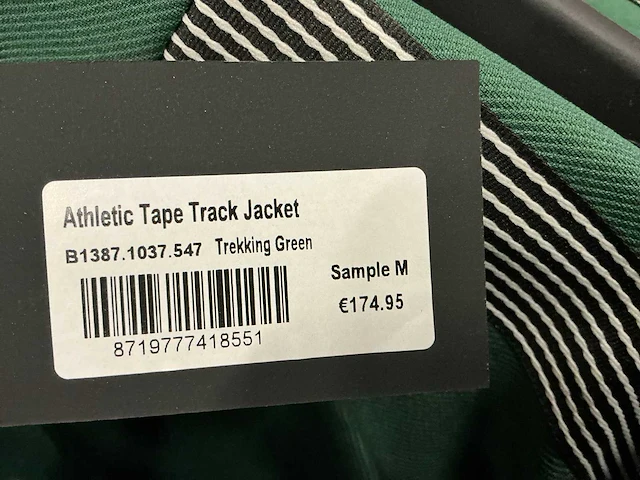 Athletic Tape Track Jacket
B1387.1037.547 Trekking Green
Sample M
€174.95
8719777418551